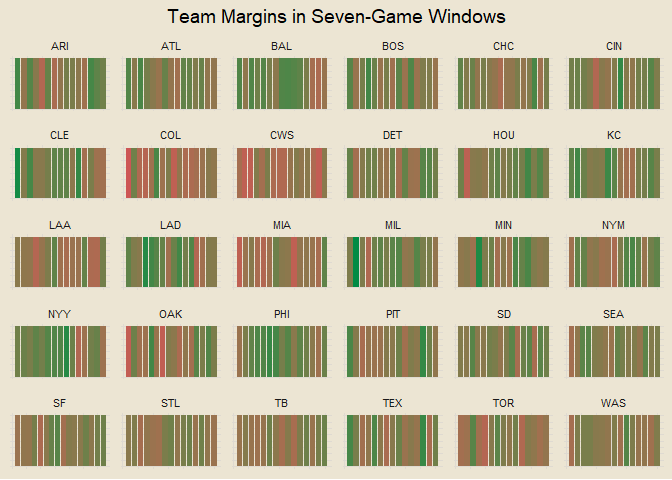 Team Margins in Seven-Game Windows
ARI ATL BAL BOS CHC CIN
CLE COL CWS DET HOU KC
LAA LAD MIA MIL MIN NYM
NYY OAK PHI PIT SD SEA
SF STL TB TEX TOR WAS